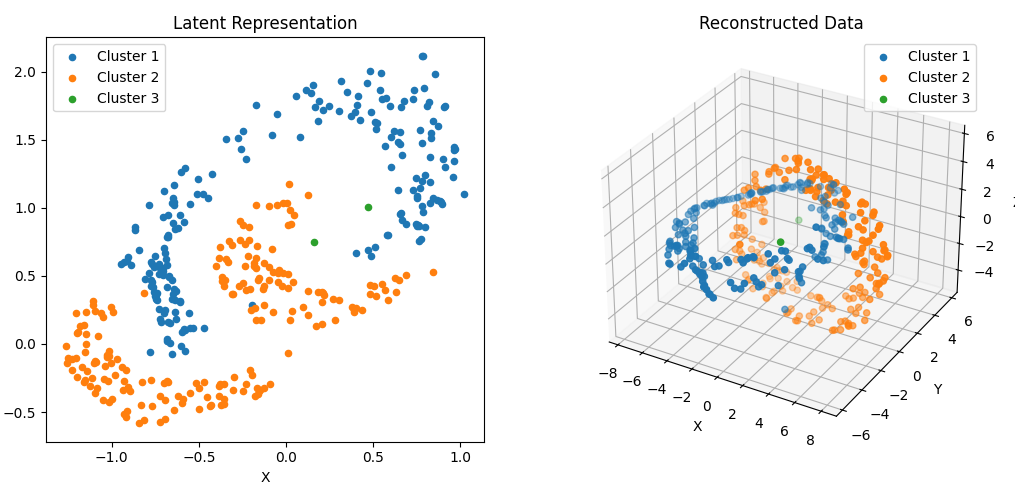 Latent Representation
Cluster 1
Cluster 2
Cluster 3
2.0
1.5
1.0
0.5
0.0
−0.5
−1.0 −0.5 0.0 0.5 1.0
X
Reconstructed Data
Cluster 1
Cluster 2
Cluster 3
6
4
2
0
−2
−4
−8 −6 −4 −2 0 2 4 6 8
X
−6 −4 −2 0 2 4 6
Y